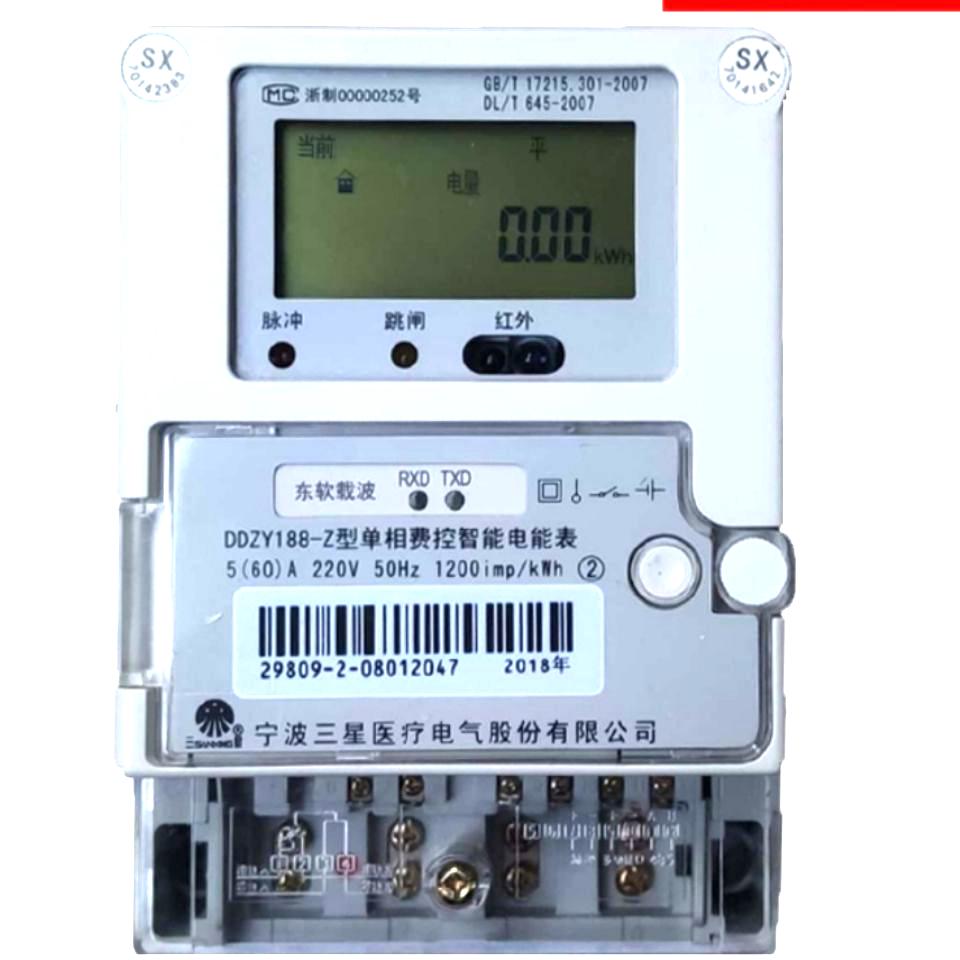 SX
70142383
SX
70141642
MC 浙制00000252号
GB/T 17215.301-2007
DL/T 645-2007
当前 平
电量
0.00 kWh
脉冲 跳闸 红外
东软载波 RXD TXD
DDZY188-Z型单相费控智能电能表
5(60)A 220V 50Hz 1200imp/kWh ②
29809-2-08012047 2018年
宁波三星医疗电气股份有限公司